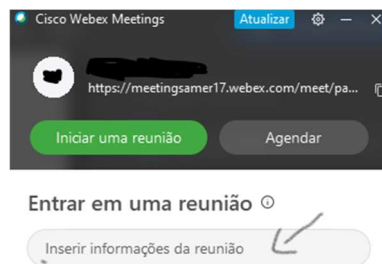 Cisco Webex Meetings Atualizar
https://meetingsamer17.webex.com/meet/pa...
Iniciar uma reunião Agendar
Entrar em uma reunião
Inserir informações da reunião